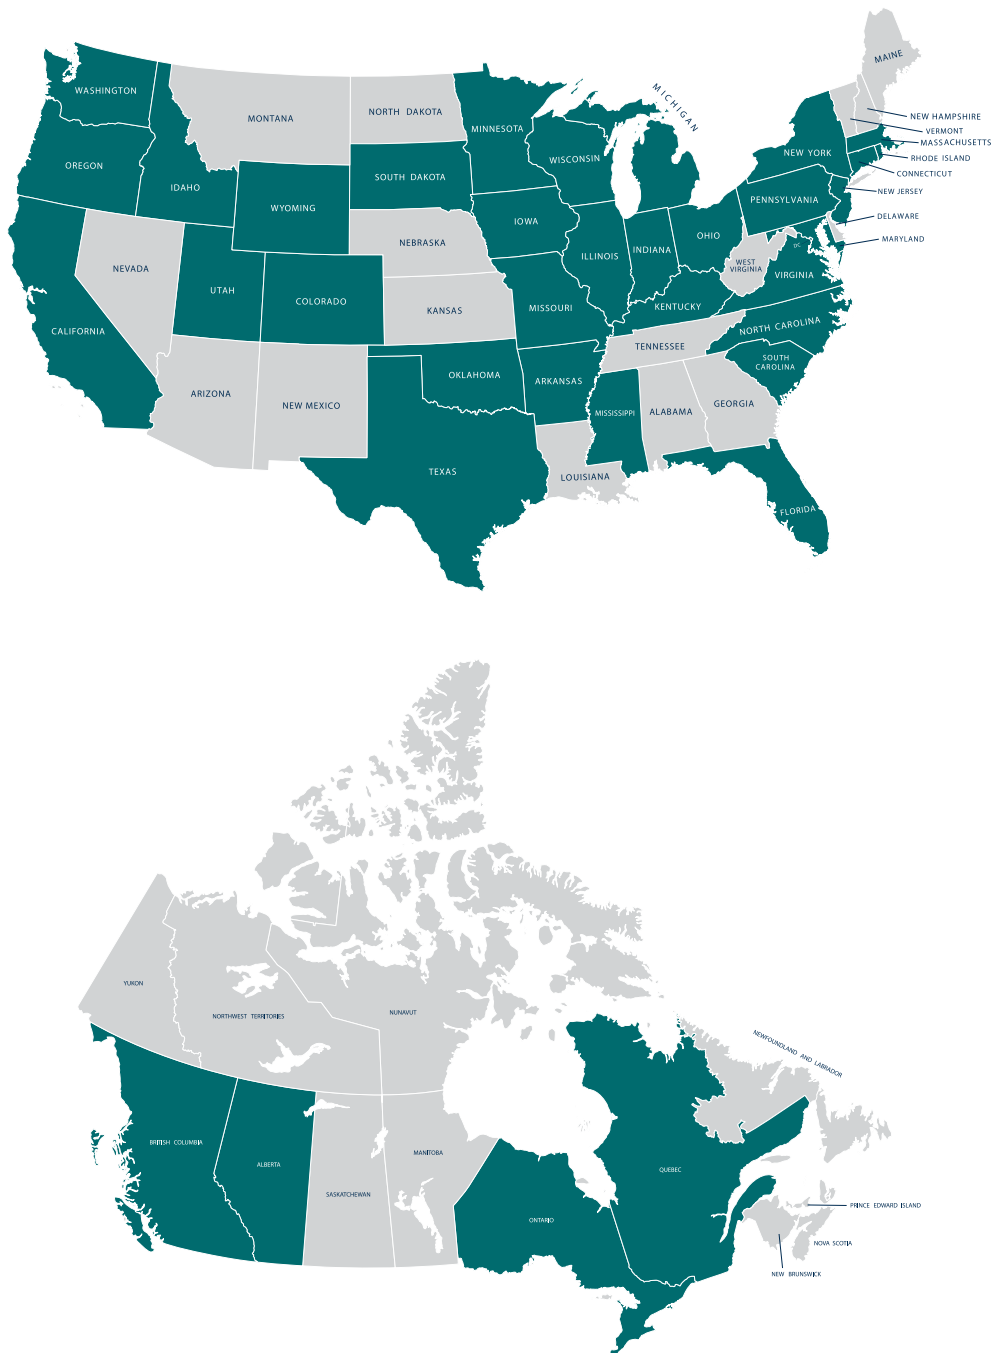 MAINE
WASHINGTON
MICHIGAN
NORTH DAKOTA
MONTANA
NEW HAMPSHIRE
MINNESOTA
VERMONT
MASSACHUSETTS
NEW YORK
WISCONSIN
RHODE ISLAND
OREGON
CONNECTICUT
SOUTH DAKOTA
IDAHO
NEW JERSEY
PENNSYLVANIA
WYOMING
DELAWARE
IOWA
OHIO
MARYLAND
NEBRASKA
DC
INDIANA
ILLINOIS
WEST
VIRGINIA
NEVADA
VIRGINIA
UTAH
COLORADO
KENTUCKY
MISSOURI
KANSAS
NORTH CAROLINA
CALIFORNIA
TENNESSEE
SOUTH
CAROLINA
OKLAHOMA
ARKANSAS
ARIZONA
NEW MEXICO
GEORGIA
MISSISSIPPI
ALABAMA
TEXAS
LOUISIANA
FLORIDA
YUKON
NORTHWEST TERRITORIES
NUNAVUT
NEWFOUNDLAND AND LABRADOR
BRITISH COLUMBIA
MANITOBA
ALBERTA
QUEBEC
SASKATCHEWAN
PRINCE EDWARD ISLAND
ONTARIO
NOVA SCOTIA
NEW BRUNSWICK